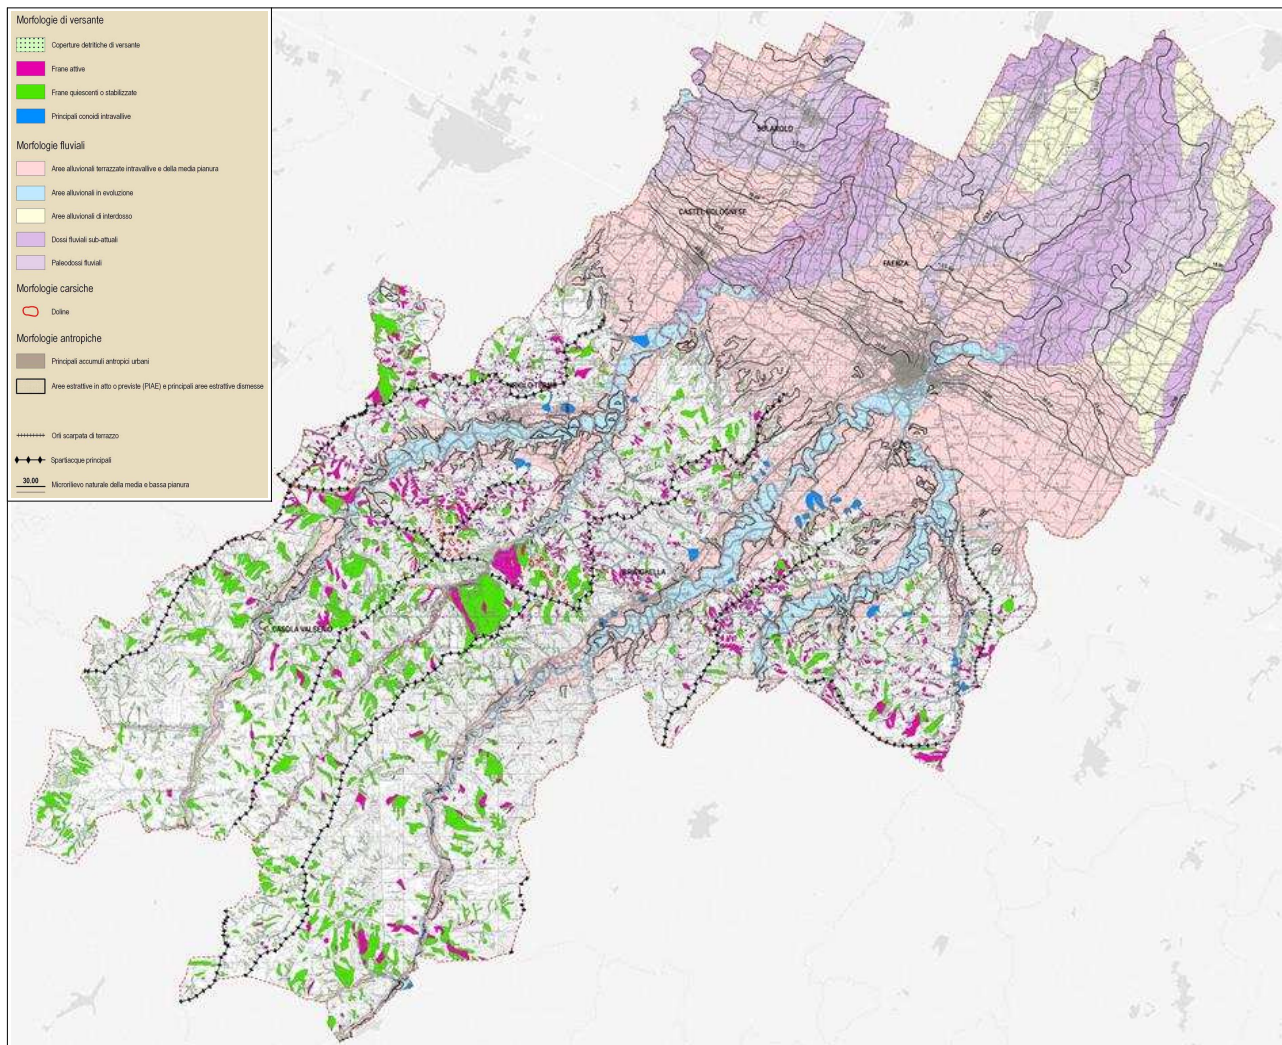 Morfologie di versante
Coperture detritiche di versante
Frane attive
Frane quiescenti o stabilizzate
Principali conoidi intravallive
Morfologie fluviali
Aree alluvionali terrazzate intravallive e della media pianura
Aree alluvionali in evoluzione
Aree alluvionali di interdosso
Dossi fluviali sub-attuali
Paleodossi fluviali
Morfologie carsiche
Doline
Morfologie antropiche
Principali accumuli antropici urbani
Aree estrattive in atto o previste (PIAE) e principali aree estrattive dismesse
Orli scarpata di terrazzo
Spartiacque principali
30.00
Microrilievo naturale della media e bassa pianura
SOLAROLO
CASTEL BOLOGNESE
FAENZA
BRISIGHELLA
CASOLA VALSENIO